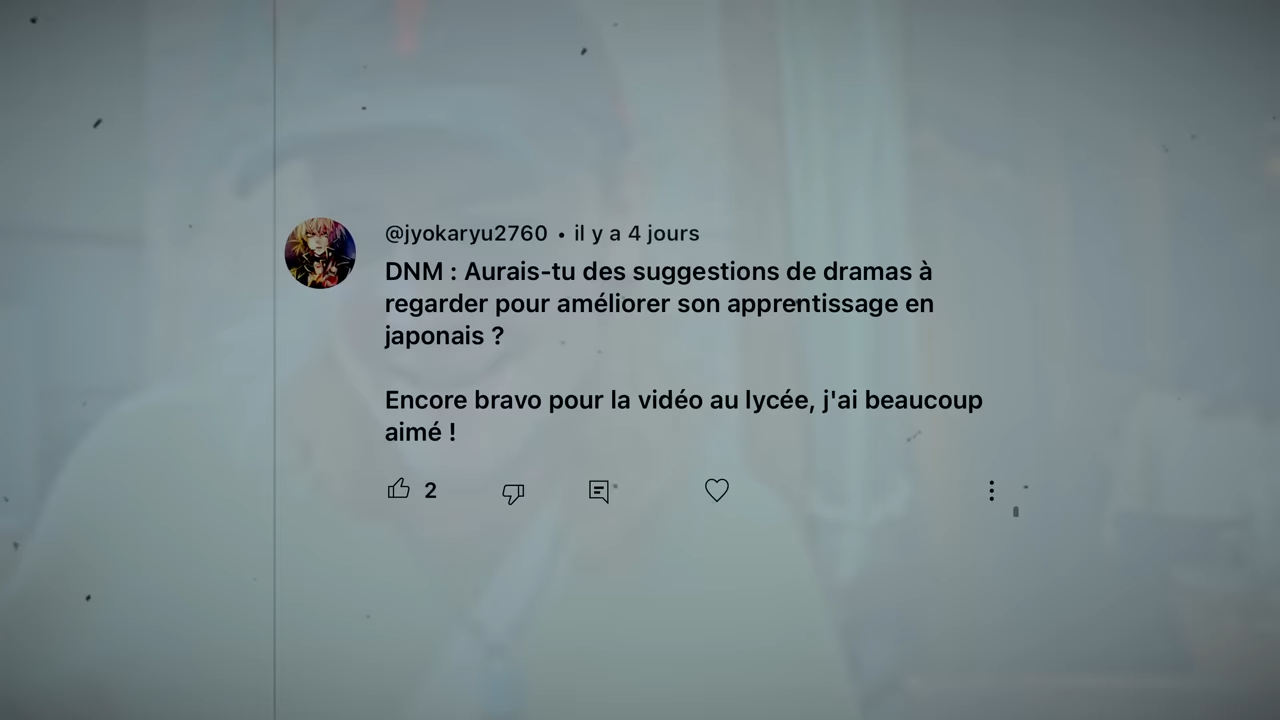 @jyokaryu2760 • il y a 4 jours
DNM : Aurais-tu des suggestions de dramas à
regarder pour améliorer son apprentissage en
japonais ?
Encore bravo pour la vidéo au lycée, j'ai beaucoup
aimé !
2